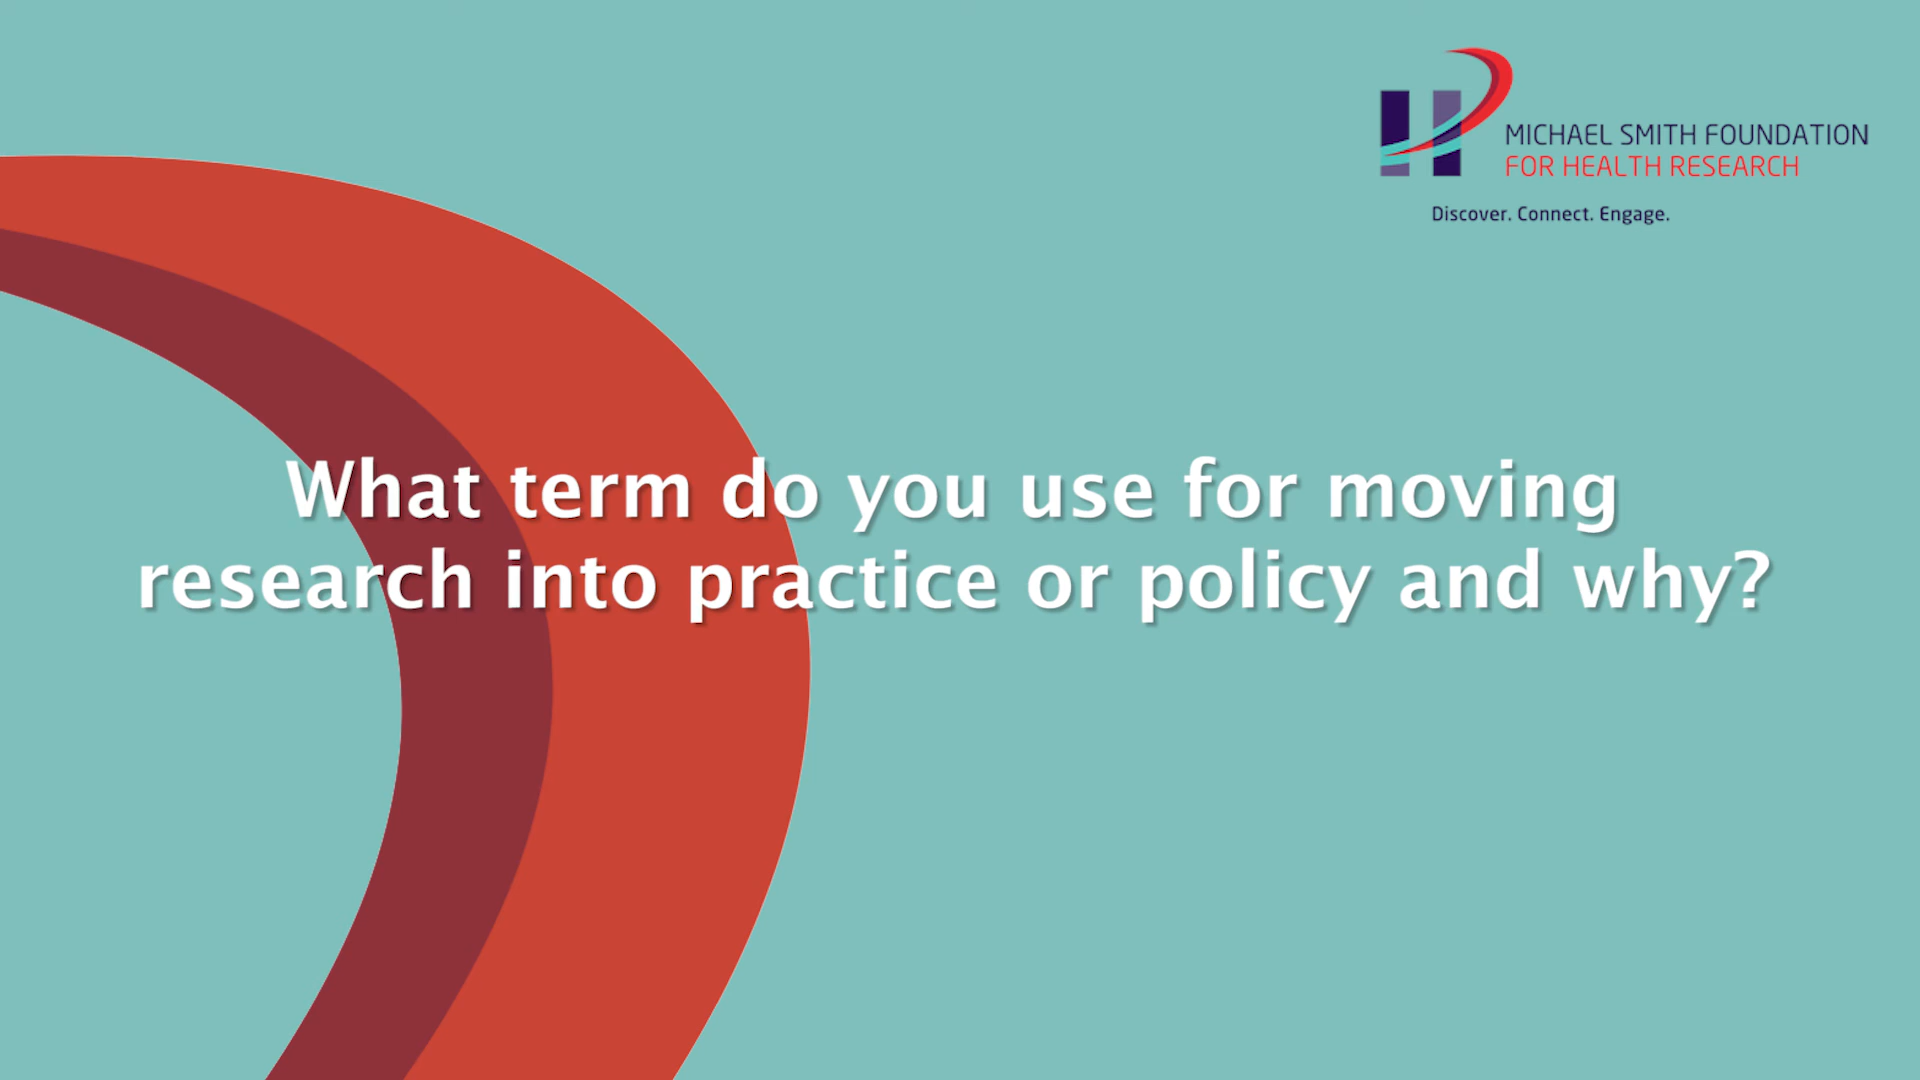 MICHAEL SMITH FOUNDATION
FOR HEALTH RESEARCH
Discover. Connect. Engage.
What term do you use for moving
research into practice or policy and why?